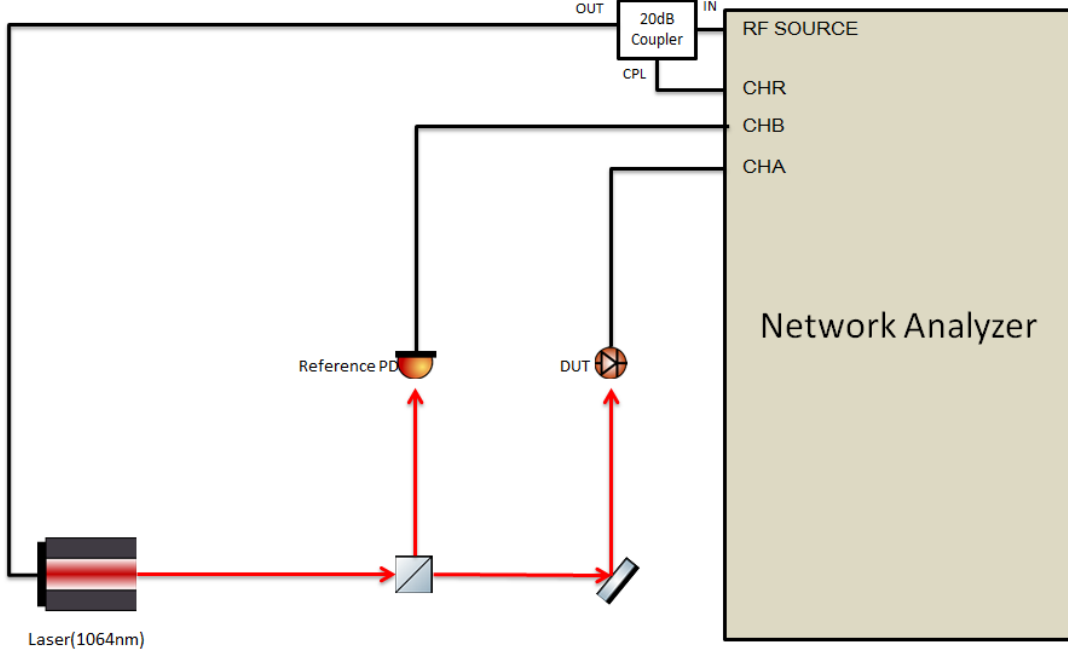 OUT
IN
20dB
Coupler
RF SOURCE
CPL
CHR
CHB
CHA
Network Analyzer
Reference PD
DUT
Laser(1064nm)